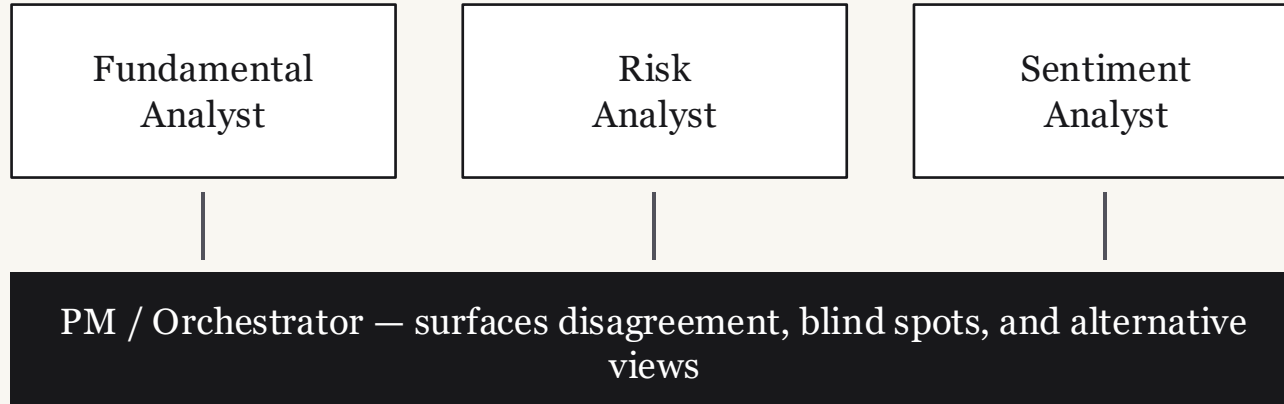 Fundamental
Analyst
Risk
Analyst
Sentiment
Analyst
PM / Orchestrator — surfaces disagreement, blind spots, and alternative
views